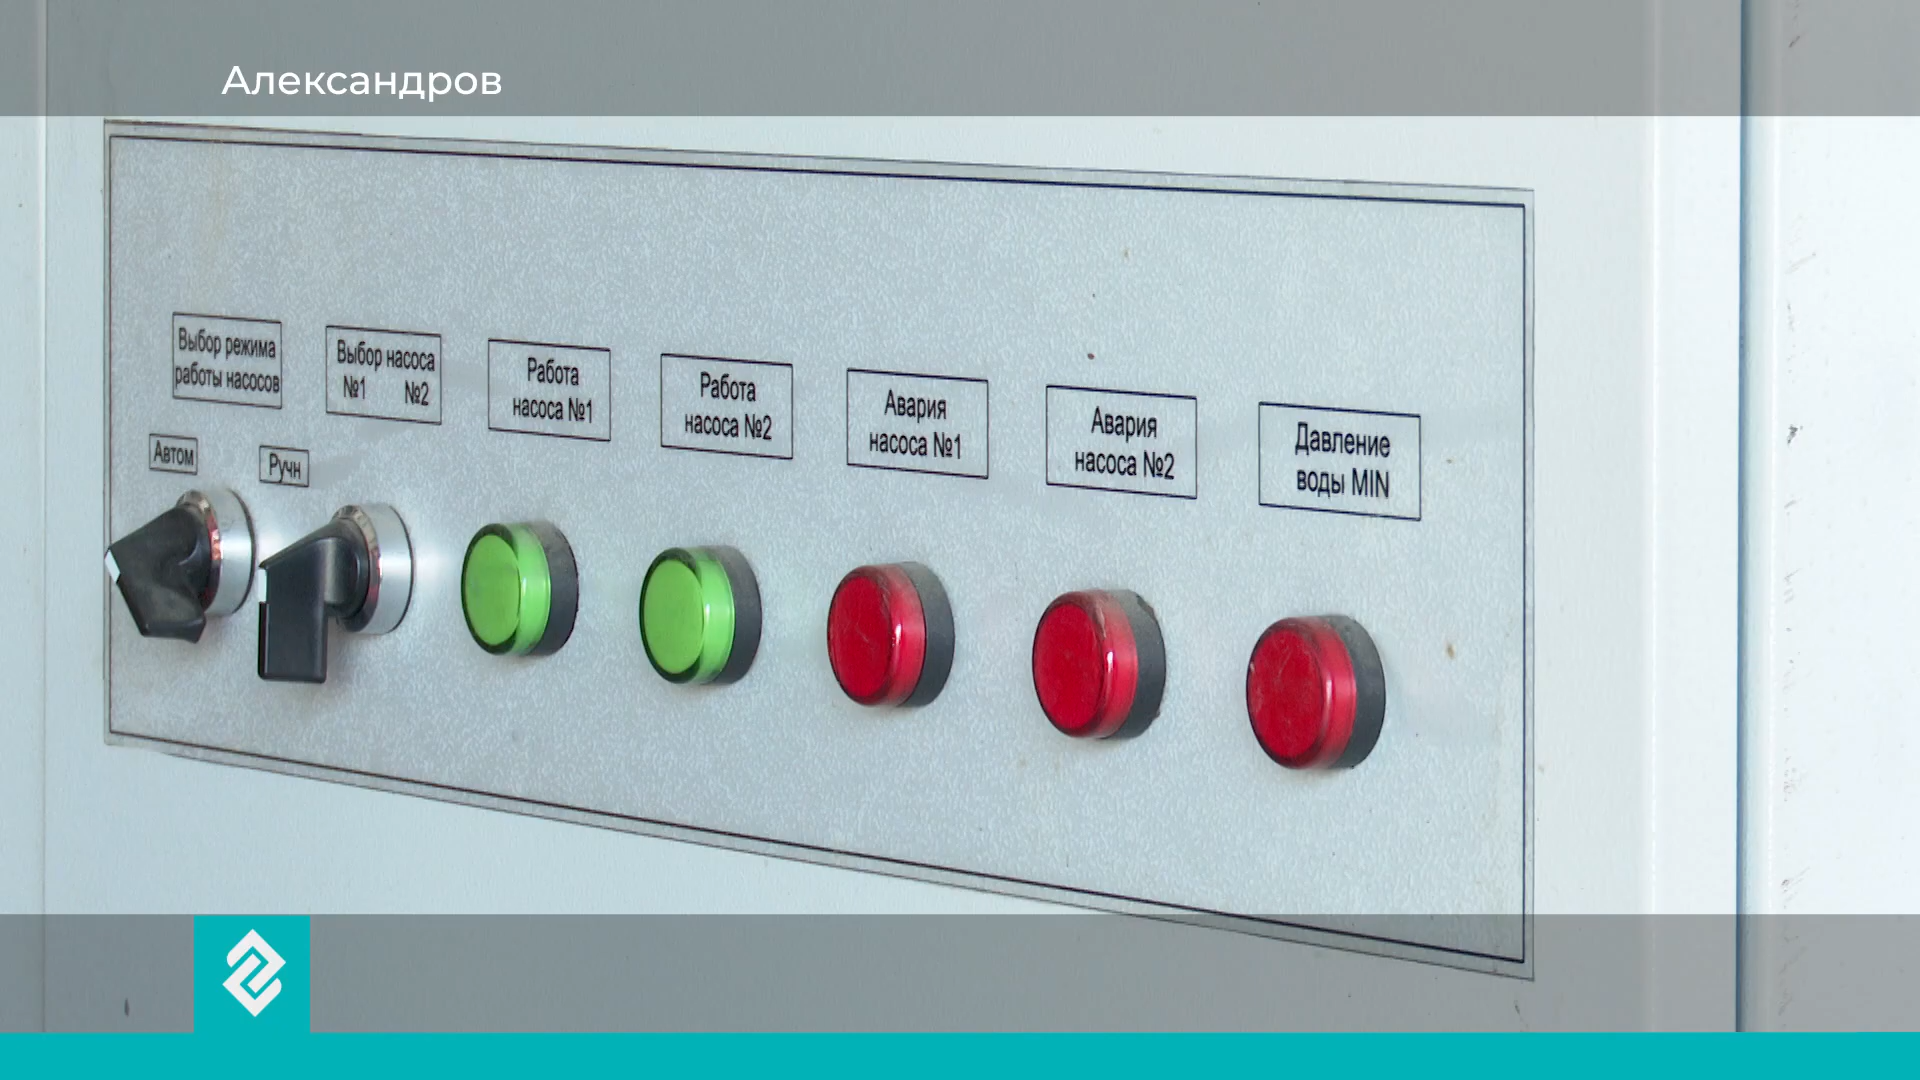 Александров
Выбор режима
работы насосов
Автом
Ручн
Выбор насоса
№1 №2
Работа
насоса №1
Работа
насоса №2
Авария
насоса №1
Авария
насоса №2
Давление
воды MIN